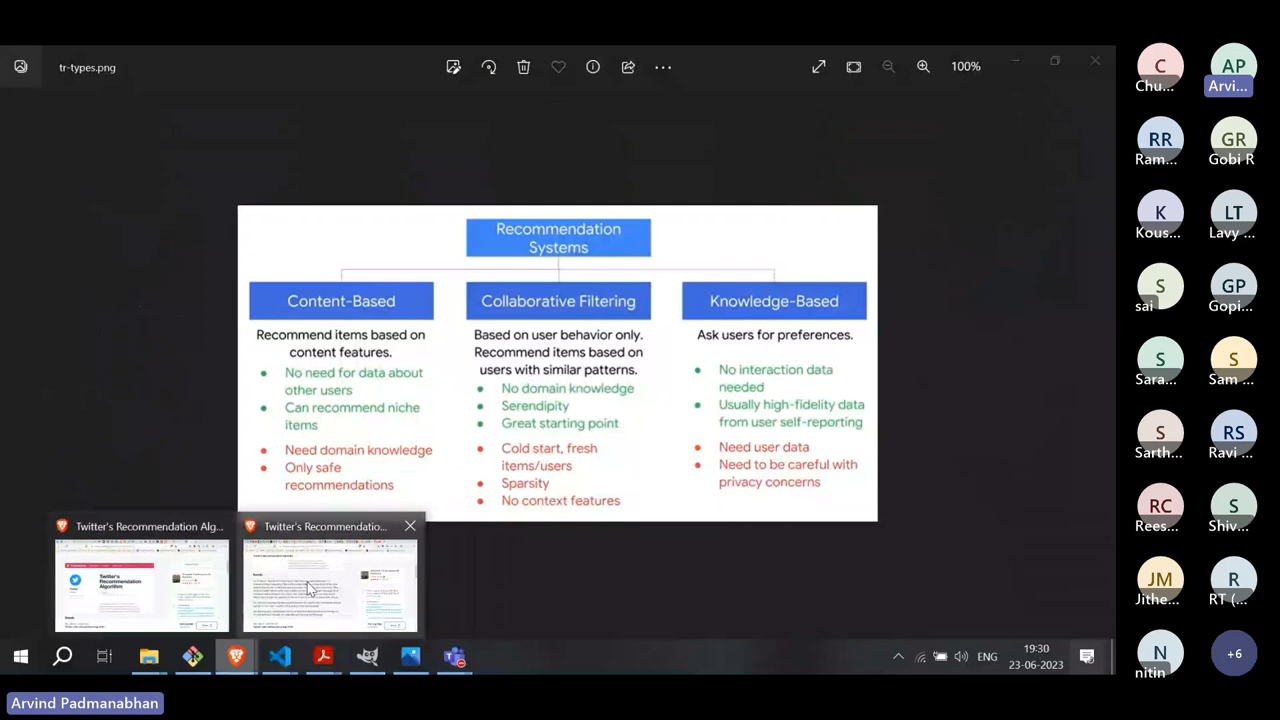 tr-types.png
100%
Recommendation
Systems
Content-Based
Recommend items based on
content features.
No need for data about
other users
Can recommend niche
items
Need domain knowledge
Only safe
recommendations
Collaborative Filtering
Based on user behavior only.
Recommend items based on
users with similar patterns.
No domain knowledge
Serendipity
Great starting point
Cold start, fresh
items/users
Sparsity
No context features
Knowledge-Based
Ask users for preferences.
No interaction data
needed
Usually high-fidelity data
from user self-reporting
Need user data
Need to be careful with
privacy concerns
Twitter's Recommendation Alg...
Twitter's Recommendatio...
Twitter's
Recommendation
Algorithm
ENG
19:30
23-06-2023
Arvind Padmanabhan
C
Chu...
AP
Arvi...
RR
Ram...
GR
Gobi R
K
Kous...
LT
Lavy ...
S
sai
GP
Gopi...
S
Sara...
S
Sam ...
S
Sarth...
RS
Ravi ...
RC
Rees...
S
Shiv...
JM
Jithe...
R
RT (...
N
nitin
+6